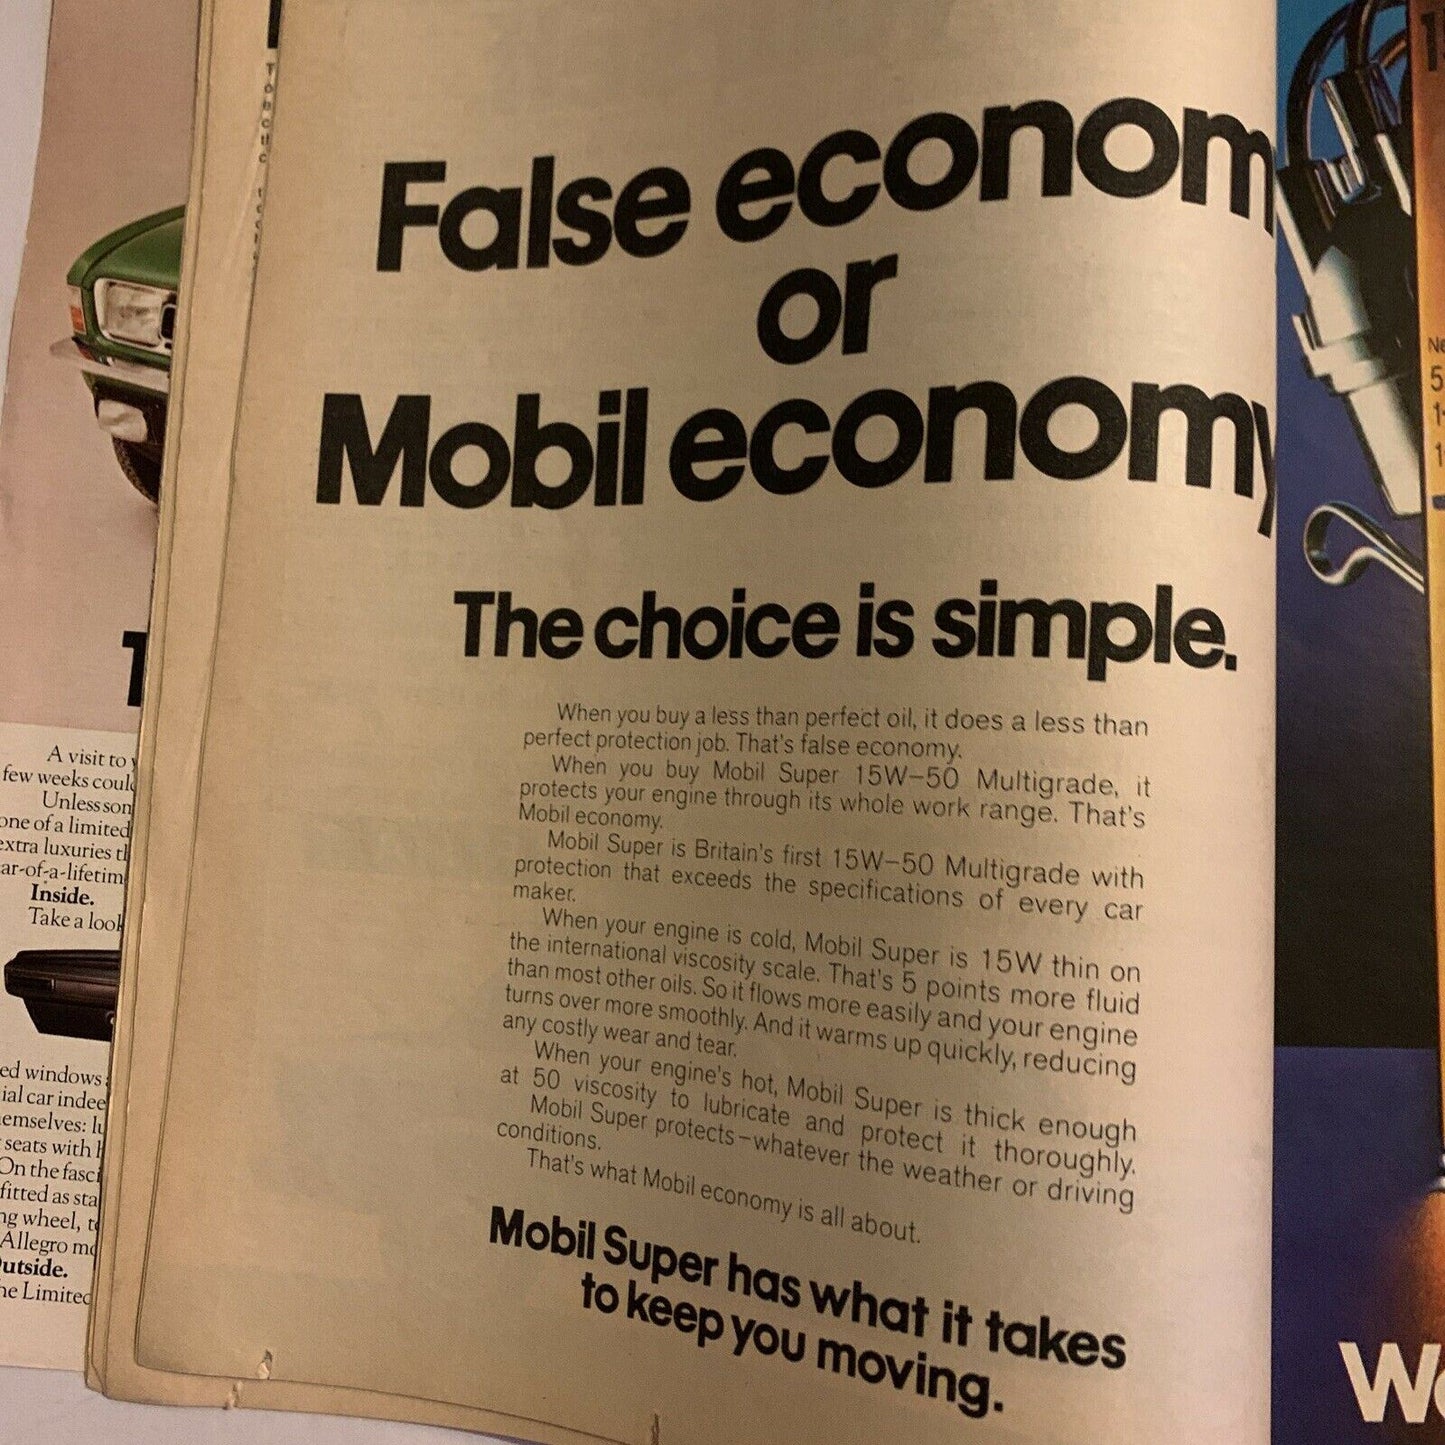 False econom
or
Mobil economy
The choice is simple.
When you buy a less than perfect oil, it does a less than
perfect protection job. That's false economy.
When you buy Mobil Super 15W-50 Multigrade, it
protects your engine through its whole work range. That's
Mobil economy.
Mobil Super is Britain's first 15W-50 Multigrade with
protection that exceeds the specifications of every car
maker.
When your engine is cold, Mobil Super is 15W thin on
the international viscosity scale. That's 5 points more fluid
than most other oils. So it flows more easily and your engine
turns over more smoothly. And it warms up quickly, reducing
any costly wear and tear.
When your engine's hot, Mobil Super is thick enough
at 50 viscosity to lubricate and protect it thoroughly.
Mobil Super protects-whatever the weather or driving
conditions.
That's what Mobil economy is all about.
Mobil Super has what it takes
to keep you moving.
A visit to
few weeks coul
Unless som
one of a limited
extra luxuries t
ar-of-a-lifetim
Inside.
Take a look
ed windows
ial car indee
emselves: lu
seats with
On the fasci
fitted as sta
ng wheel, t
Allegro mo
utside.
he Limited
Ne
5
1
1
We